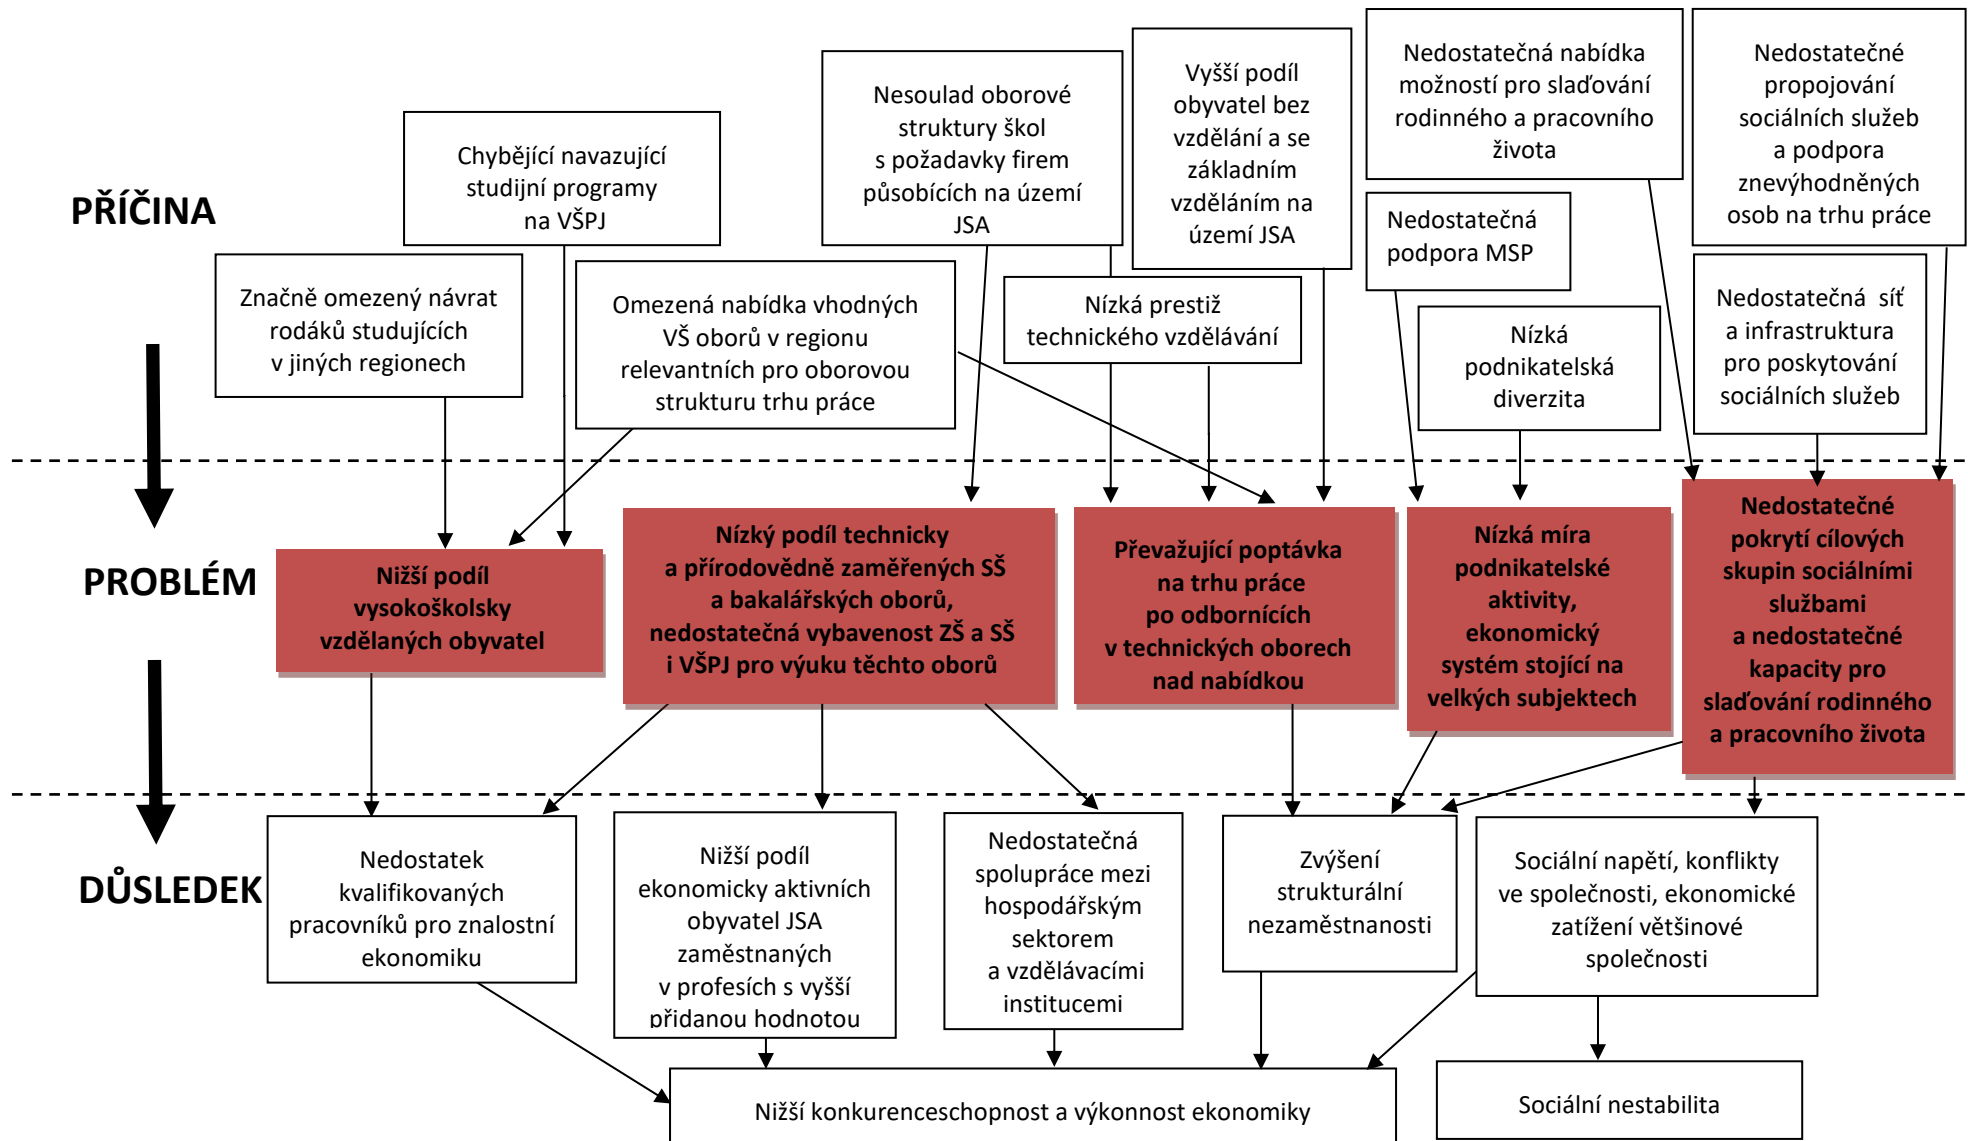 PŘÍČINA
Chybějící navazující
studijní programy
na VŠPJ
Nesoulad oborové
struktury škol
s požadavky firem
působících na území
JSA
Vyšší podíl
obyvatel bez
vzdělání a se
základním
vzděláním na
území JSA
Nedostatečná nabídka
možností pro slaďování
rodinného a pracovního
života
Nedostatečné
propojování
sociálních služeb
a podpora
znevýhodněných
osob na trhu práce
Značně omezený návrat
rodáků studujících
v jiných regionech
Omezená nabídka vhodných
VŠ oborů v regionu
relevantních pro oborovou
strukturu trhu práce
Nízká prestiž
technického vzdělávání
Nedostatečná
podpora MSP
Nízká
podnikatelská
diverzita
Nedostatečná  síť
a infrastruktura
pro poskytování
sociálních služeb
PROBLÉM
Nižší podíl
vysokoškolsky
vzdělaných obyvatel
Nízký podíl technicky
a přírodovědně zaměřených SŠ
a bakalářských oborů,
nedostatečná vybavenost ZŠ a SŠ
i VŠPJ pro výuku těchto oborů
Převažující poptávka
na trhu práce
po odbornících
v technických oborech
nad nabídkou
Nízká míra
podnikatelské
aktivity,
ekonomický
systém stojící na
velkých subjektech
Nedostatečné
pokrytí cílových
skupin sociálními
službami
a nedostatečné
kapacity pro
slaďování rodinného
a pracovního života
DŮSLEDEK
Nedostatek
kvalifikovaných
pracovníků pro znalostní
ekonomiku
Nižší podíl
ekonomicky aktivních
obyvatel JSA
zaměstnaných
v profesích s vyšší
přidanou hodnotou
Nedostatečná
spolupráce mezi
hospodářským
sektorem
a vzdělávacími
institucemi
Zvýšení
strukturální
nezaměstnanosti
Sociální napětí, konflikty
ve společnosti, ekonomické
zatížení většinové
společnosti
Nižší konkurenceschopnost a výkonnost ekonomiky
Sociální nestabilita